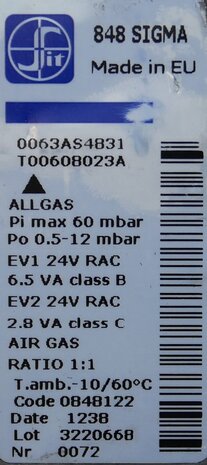 Sit
848 SIGMA
Made in EU
0063AS4831
T00608023A
ALLGAS
Pi max 60 mbar
Po 0.5-12 mbar
EV1 24V RAC
6.5 VA class B
EV2 24V RAC
2.8 VA class C
AIR GAS
RATIO 1:1
T.amb.-10/60°C
Code 0848122
Date 1238
Lot 3220668
Nr 0072